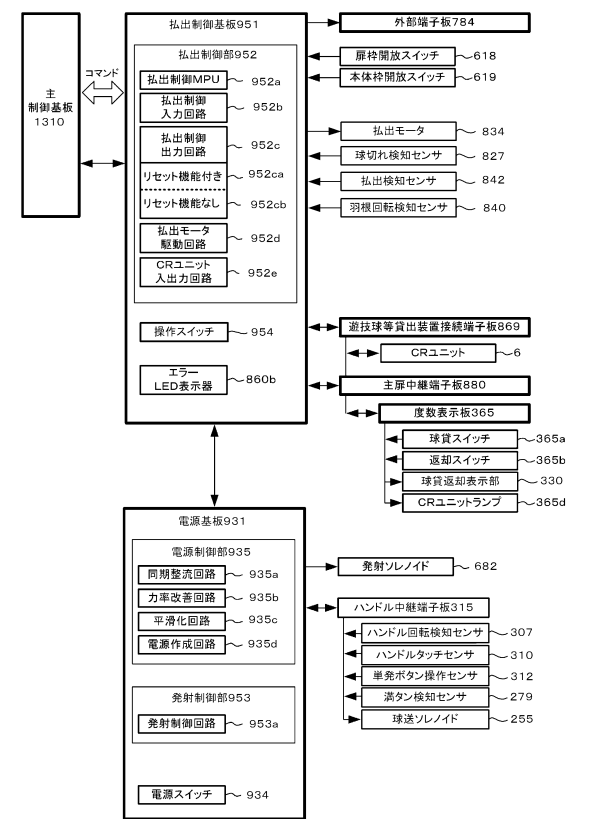 主
制御基板
1310
コマンド
払出制御基板951
払出制御部952
払出制御MPU 952a
払出制御
入力回路 952b
払出制御
出力回路 952c
リセット機能付き 952ca
リセット機能なし 952cb
払出モータ
駆動回路 952d
CRユニット
入出力回路 952e
操作スイッチ 954
エラー
LED表示器 860b
外部端子板784
扉枠開放スイッチ 618
本体枠開放スイッチ 619
払出モータ 834
球切れ検知センサ 827
払出検知センサ 842
羽根回転検知センサ 840
遊技球等貸出装置接続端子板869
CRユニット 6
主扉中継端子板880
度数表示板365
球貸スイッチ 365a
返却スイッチ 365b
球貸返却表示部 330
CRユニットランプ 365d
電源基板931
電源制御部935
同期整流回路 935a
力率改善回路 935b
平滑化回路 935c
電源作成回路 935d
発射制御部953
発射制御回路 953a
電源スイッチ 934
発射ソレノイド 682
ハンドル中継端子板315
ハンドル回転検知センサ 307
ハンドルタッチセンサ 310
単発ボタン操作センサ 312
満タン検知センサ 279
球送ソレノイド 255